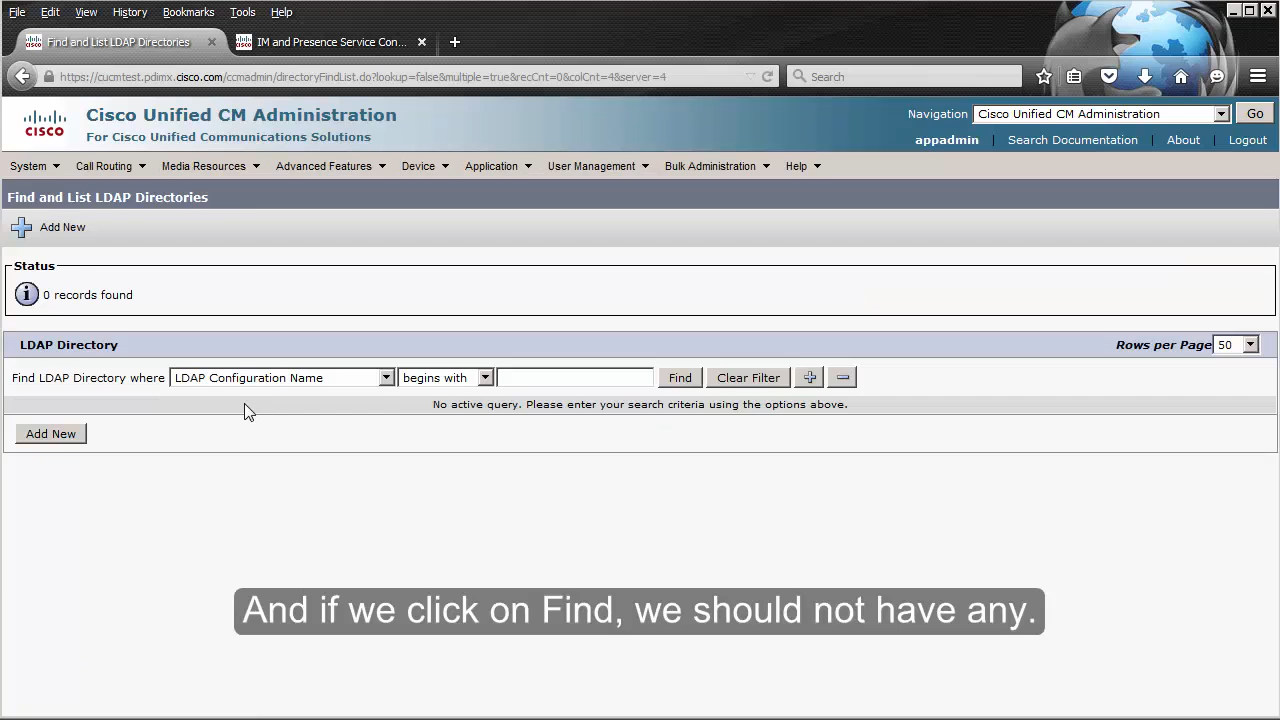 File Edit View History Bookmarks Tools Help
Find and List LDAP Directories IM and Presence Service Con...
https://cucmtest.pdimx.cisco.com/ccmadmin/directoryFindList.do?lookup=false&multiple=true&recCnt=0&colCnt=4&server=4 Search
CISCO
Cisco Unified CM Administration
For Cisco Unified Communications Solutions
Navigation Cisco Unified CM Administration Go
appadmin Search Documentation About Logout
System Call Routing Media Resources Advanced Features Device Application User Management Bulk Administration Help
Find and List LDAP Directories
Add New
Status
0 records found
LDAP Directory Rows per Page 50
Find LDAP Directory where LDAP Configuration Name begins with Find Clear Filter
No active query. Please enter your search criteria using the options above.
Add New
And if we click on Find, we should not have any.